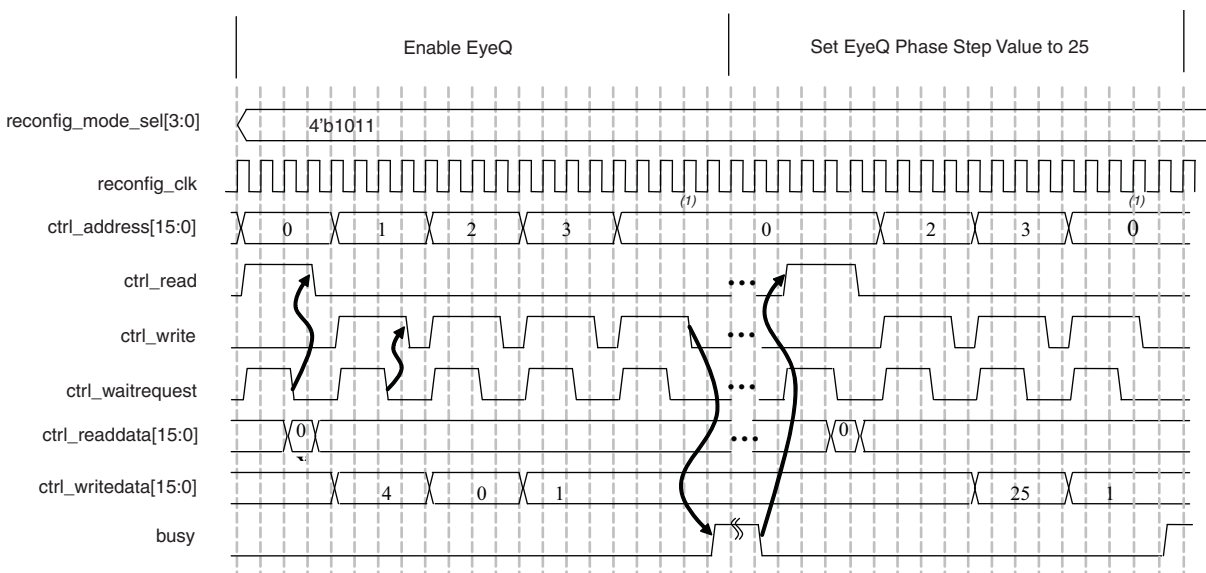 Enable EyeQ Set EyeQ Phase Step Value to 25
reconfig_mode_sel[3:0] 4'b1011
reconfig_clk
(1) (1)
ctrl_address[15:0] 0 1 2 3 0 2 3 0
ctrl_read •••
ctrl_write •••
ctrl_waitrequest •••
ctrl_readdata[15:0] 0 ••• 0
ctrl_writedata[15:0] 4 0 1 25 1
busy